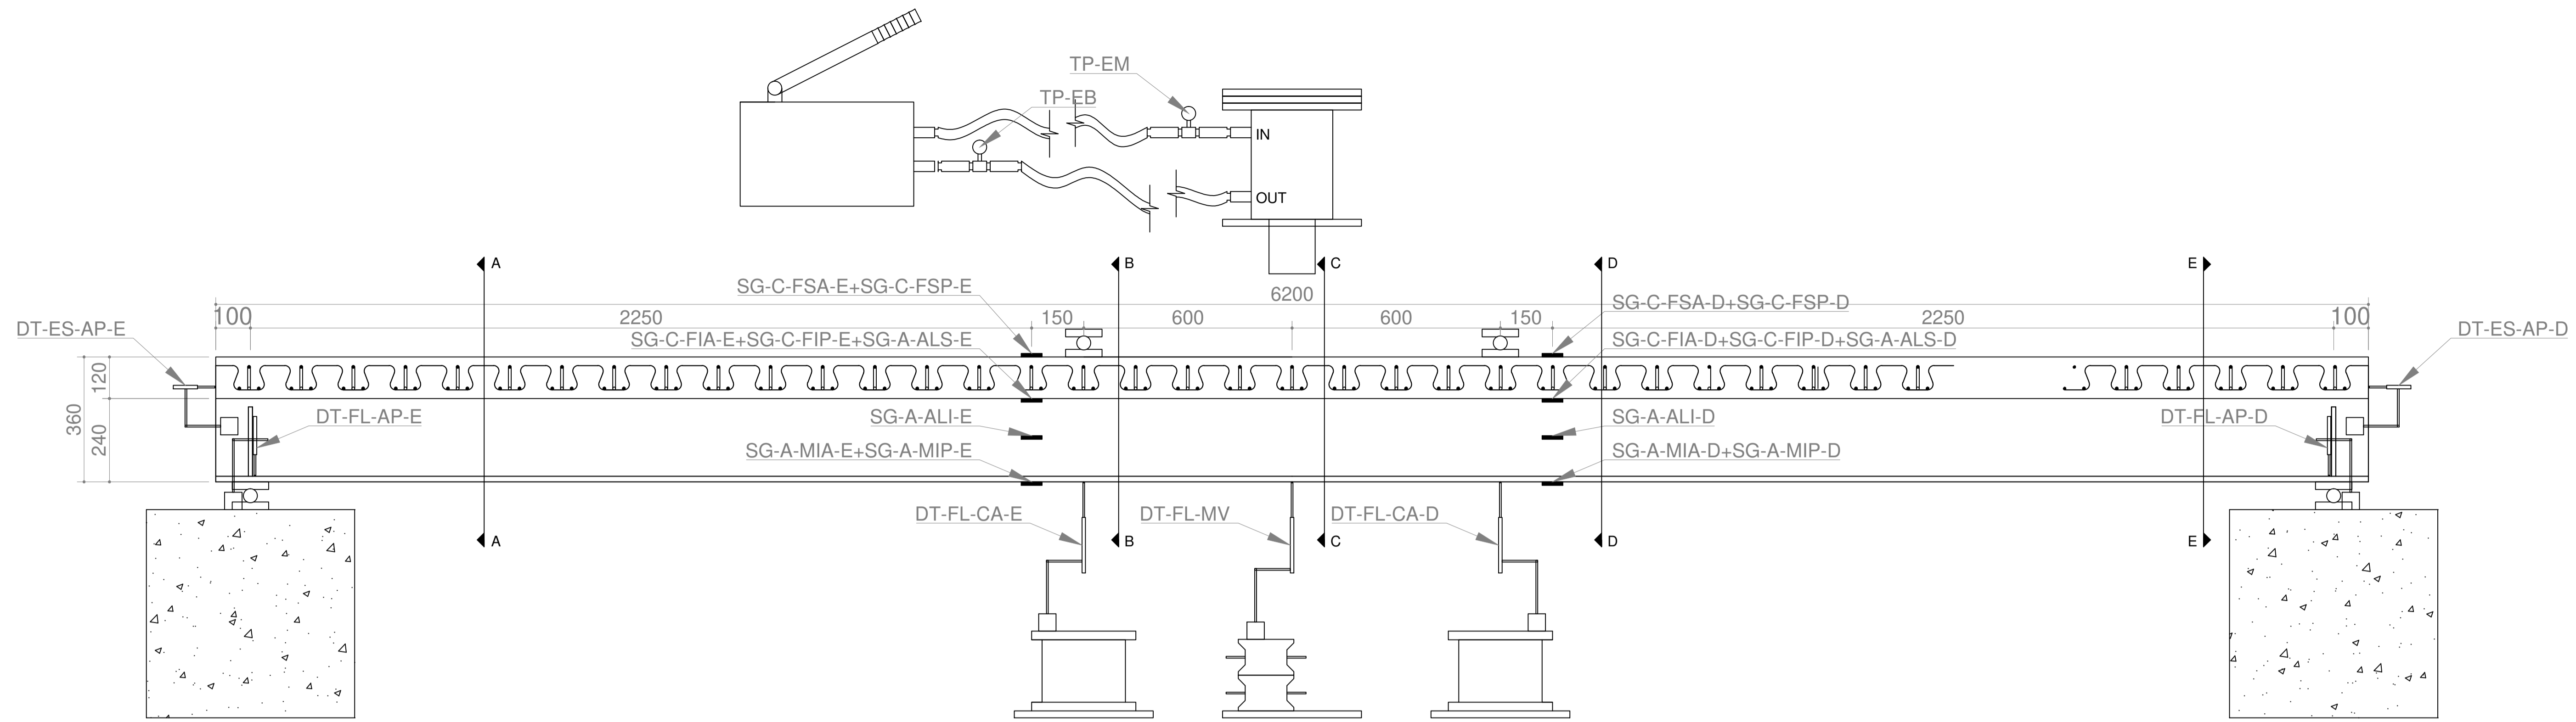 TP-EM
TP-EB
IN
OUT
A
B
C
D
E
SG-C-FSA-E+SG-C-FSP-E
6200
SG-C-FSA-D+SG-C-FSP-D
100
2250
150
600
600
150
2250
100
DT-ES-AP-E
DT-ES-AP-D
SG-C-FIA-E+SG-C-FIP-E+SG-A-ALS-E
SG-C-FIA-D+SG-C-FIP-D+SG-A-ALS-D
120
360
240
DT-FL-AP-E
SG-A-ALI-E
SG-A-ALI-D
DT-FL-AP-D
SG-A-MIA-E+SG-A-MIP-E
SG-A-MIA-D+SG-A-MIP-D
DT-FL-CA-E
DT-FL-MV
DT-FL-CA-D
A
B
C
D
E